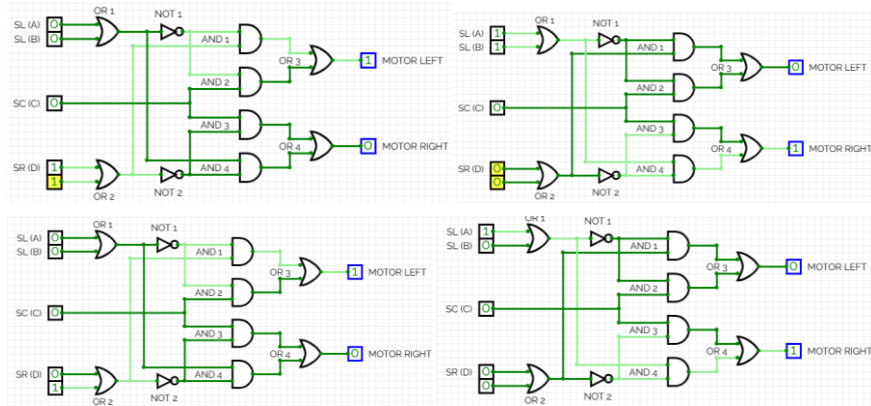 OR 1
NOT 1
SL (A) 0
SL (B) 0
AND 1
OR 3
1 MOTOR LEFT
AND 2
SC (C) 0
AND 3
OR 4
0 MOTOR RIGHT
SR (D) 1
1
AND 4
OR 2
NOT 2
OR 1
NOT 1
SL (A) 1
SL (B) 1
AND 1
OR 3
0 MOTOR LEFT
AND 2
SC (C) 0
AND 3
OR 4
1 MOTOR RIGHT
SR (D) 0
0
AND 4
OR 2
NOT 2
OR 1
NOT 1
SL (A) 0
SL (B) 0
AND 1
OR 3
1 MOTOR LEFT
AND 2
SC (C) 0
AND 3
OR 4
0 MOTOR RIGHT
SR (D) 0
1
AND 4
OR 2
NOT 2
OR 1
NOT 1
SL (A) 1
SL (B) 0
AND 1
OR 3
0 MOTOR LEFT
AND 2
SC (C) 0
AND 3
OR 4
1 MOTOR RIGHT
SR (D) 0
0
AND 4
OR 2
NOT 2